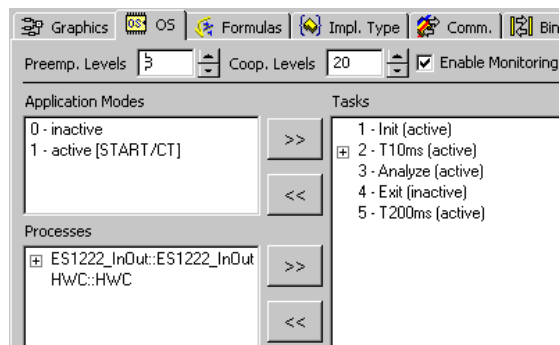 Graphics OS Formulas Impl. Type Comm. Bin
Preemp. Levels 3 Coop. Levels 20 Enable Monitoring
Application Modes
0 - inactive
1 - active [START/CT]
>>
<<
Processes
ES1222_InOut::ES1222_InOut
HWC::HWC
>>
<<
Tasks
1 - Init (active)
2 - T10ms (active)
3 - Analyze (active)
4 - Exit (inactive)
5 - T200ms (active)